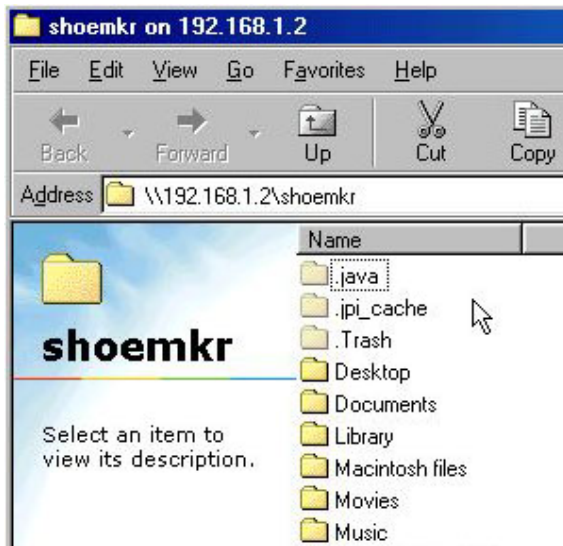 shoemkr on 192.168.1.2
File Edit View Go Favorites Help
Back Forward Up Cut Copy
Address \\192.168.1.2\shoemkr
Name
.java
.jpi_cache
.Trash
Desktop
Documents
Library
Macintosh files
Movies
Music
shoemkr
Select an item to
view its description.